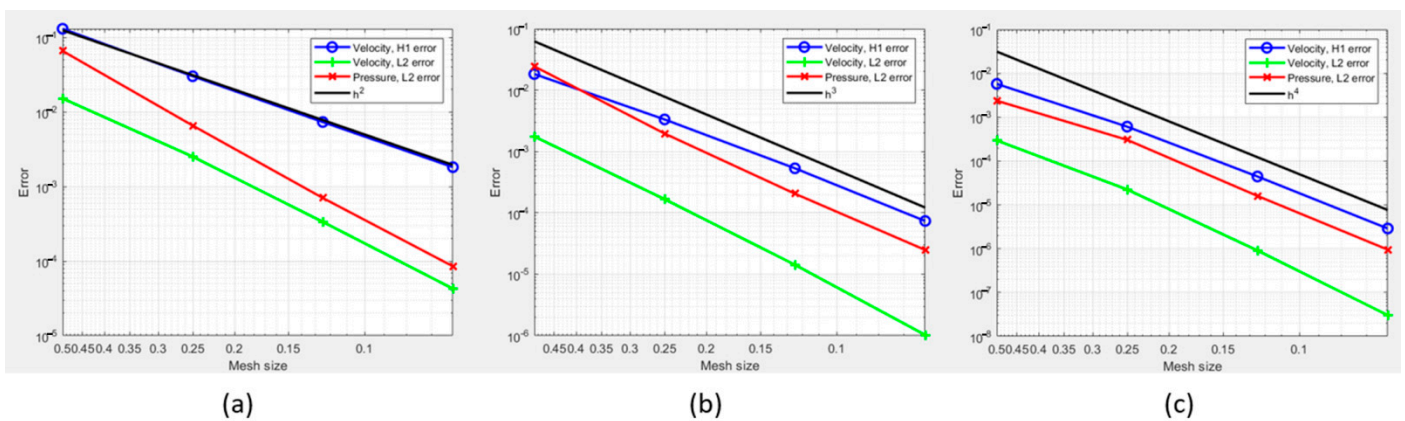 10⁻¹
10⁻²
10⁻³
10⁻⁴
10⁻⁵
Error
Velocity, H1 error
Velocity, L2 error
Pressure, L2 error
h²
0.50.450.4 0.35 0.3 0.25 0.2 0.15 0.1
Mesh size
(a)
10⁻¹
10⁻²
10⁻³
10⁻⁴
10⁻⁵
10⁻⁶
Error
Velocity, H1 error
Velocity, L2 error
Pressure, L2 error
h³
0.450.4 0.35 0.3 0.25 0.2 0.15 0.1
Mesh size
(b)
10⁻¹
10⁻²
10⁻³
10⁻⁴
10⁻⁵
10⁻⁶
10⁻⁷
10⁻⁸
Error
Velocity, H1 error
Velocity, L2 error
Pressure, L2 error
h⁴
0.50.450.4 0.35 0.3 0.25 0.2 0.15 0.1
Mesh size
(c)